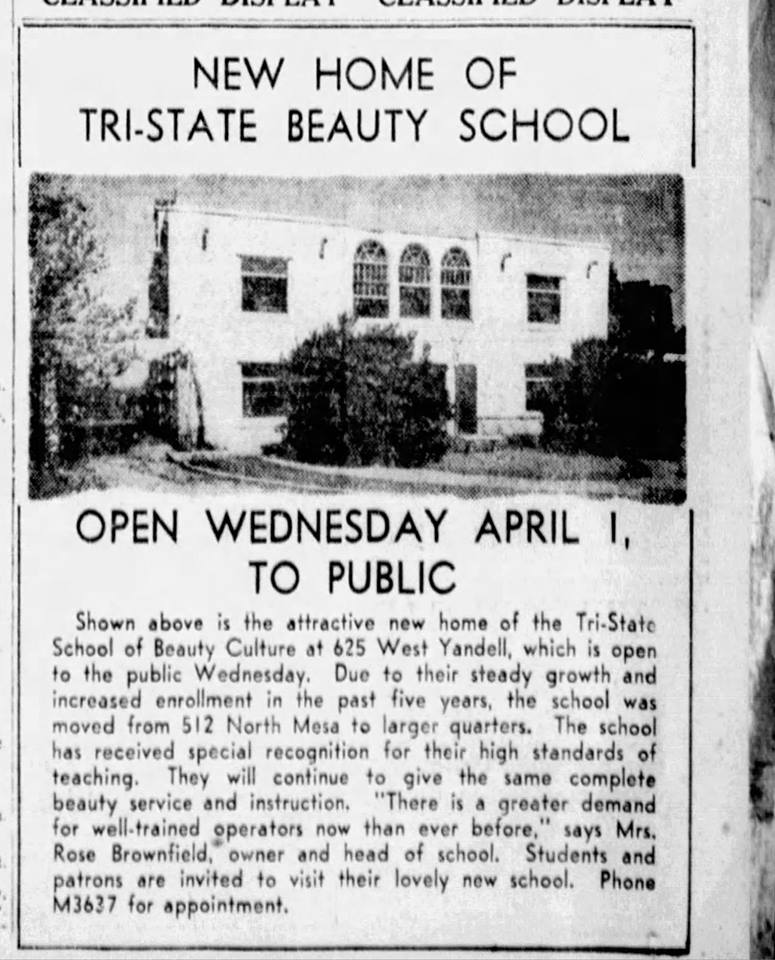 CLASSIFIED DISPLAY CLASSIFIED DISPLAY
NEW HOME OF
TRI-STATE BEAUTY SCHOOL
OPEN WEDNESDAY APRIL 1,
TO PUBLIC
Shown above is the attractive new home of the Tri-State
School of Beauty Culture at 625 West Yandell, which is open
to the public Wednesday. Due to their steady growth and
increased enrollment in the past five years, the school was
moved from 512 North Mesa to larger quarters. The school
has received special recognition for their high standards of
teaching. They will continue to give the same complete
beauty service and instruction. "There is a greater demand
for well-trained operators now than ever before," says Mrs.
Rose Brownfield, owner and head of school. Students and
patrons are invited to visit their lovely new school. Phone
M3637 for appointment.